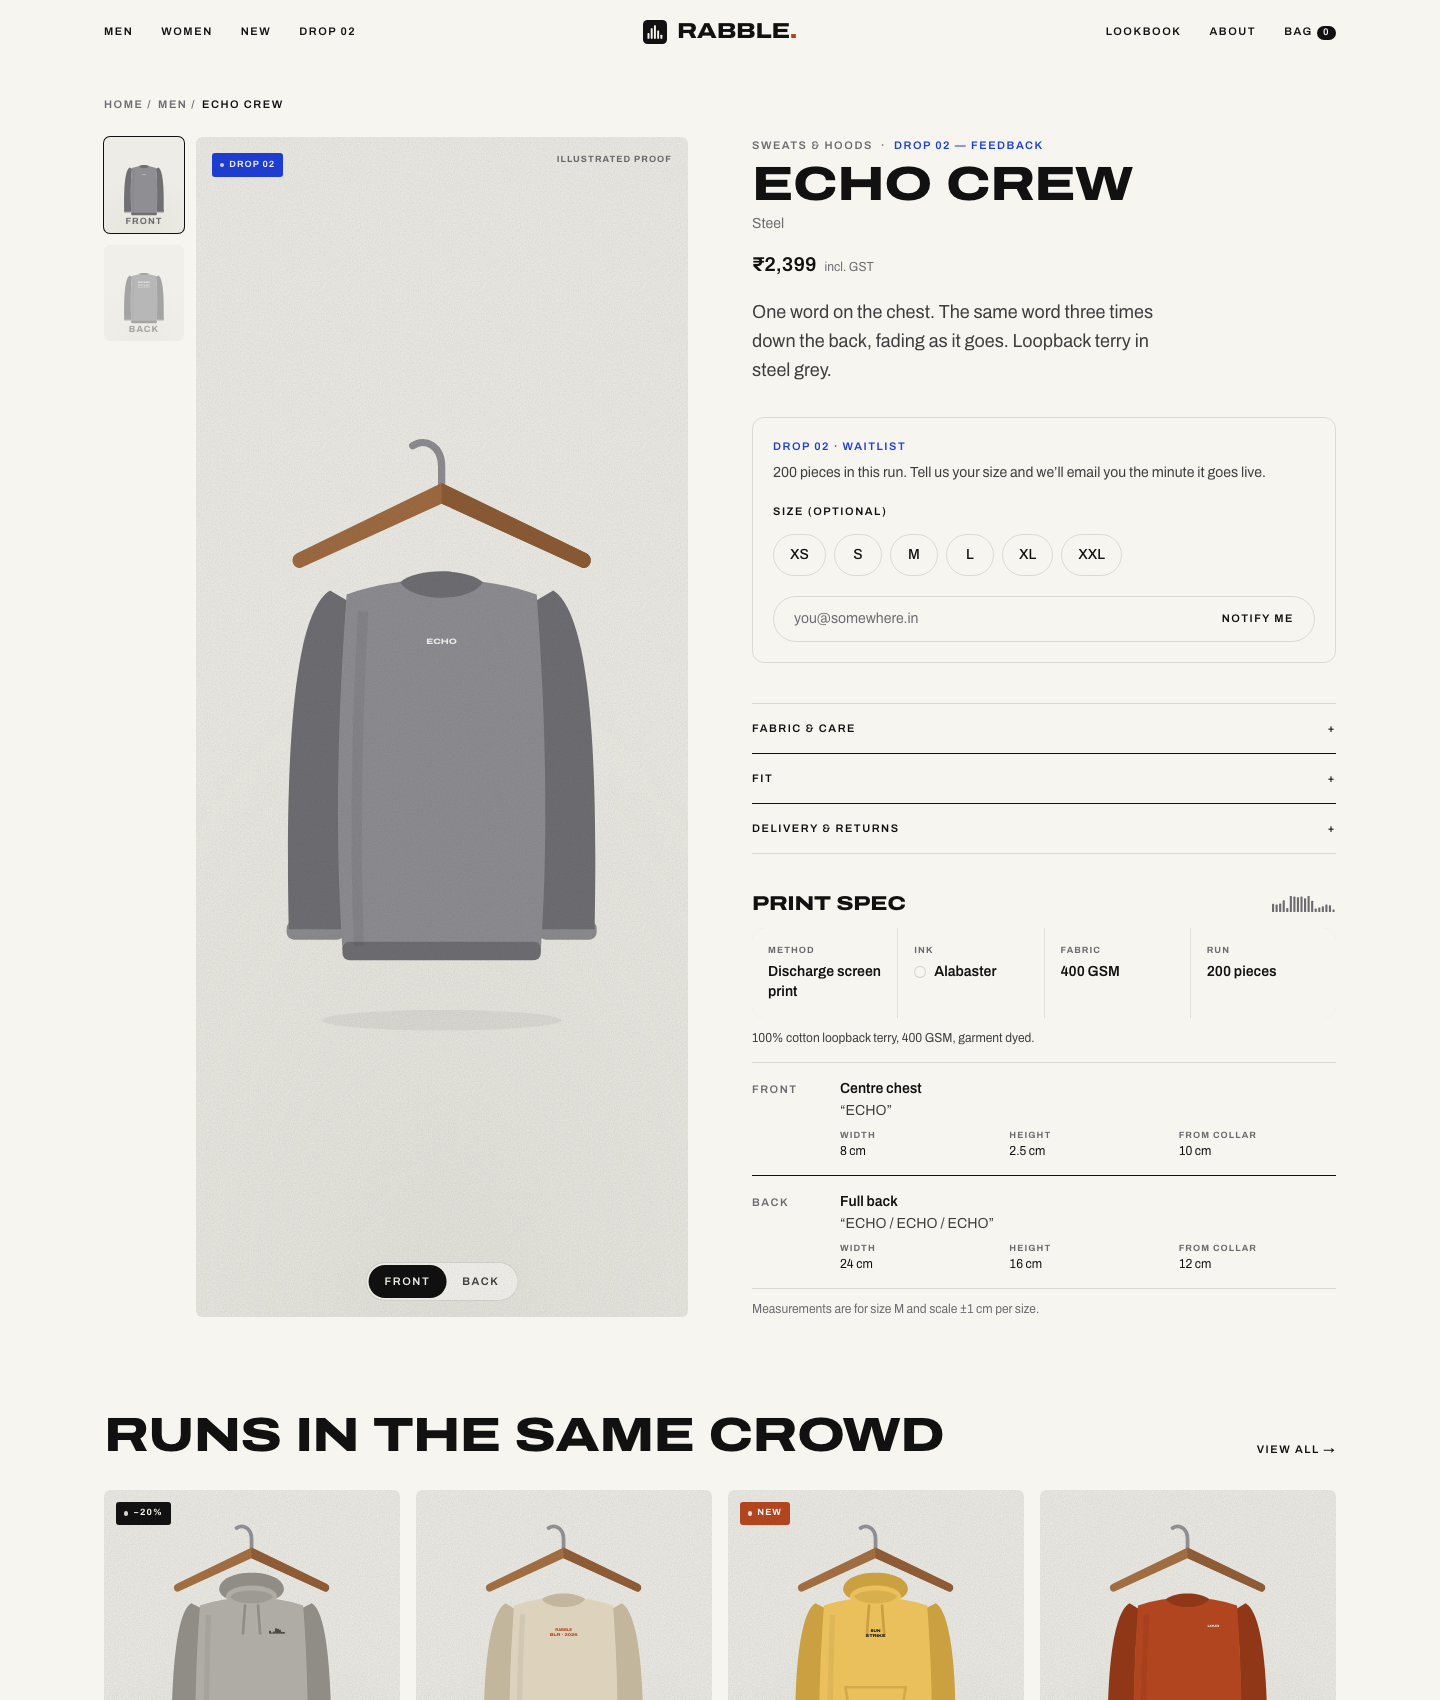 MEN WOMEN NEW DROP 02
RABBLE.
LOOKBOOK ABOUT BAG 0
HOME / MEN / ECHO CREW
FRONT
BACK
DROP 02
ILLUSTRATED PROOF
ECHO
FRONT BACK
SWEATS & HOODS · DROP 02 — FEEDBACK
ECHO CREW
Steel
₹2,399 incl. GST
One word on the chest. The same word three times
down the back, fading as it goes. Loopback terry in
steel grey.
DROP 02 · WAITLIST
200 pieces in this run. Tell us your size and we’ll email you the minute it goes live.
SIZE (OPTIONAL)
XS S M L XL XXL
you@somewhere.in NOTIFY ME
FABRIC & CARE +
FIT +
DELIVERY & RETURNS +
PRINT SPEC
METHOD
Discharge screen
print
INK
Alabaster
FABRIC
400 GSM
RUN
200 pieces
100% cotton loopback terry, 400 GSM, garment dyed.
FRONT
Centre chest
“ECHO”
WIDTH HEIGHT FROM COLLAR
8 cm 2.5 cm 10 cm
BACK
Full back
“ECHO / ECHO / ECHO”
WIDTH HEIGHT FROM COLLAR
24 cm 16 cm 12 cm
Measurements are for size M and scale ±1 cm per size.
RUNS IN THE SAME CROWD
VIEW ALL →
−20%
RABBLE
BLR · 2026
NEW
SUN
STRIKE
LOUD